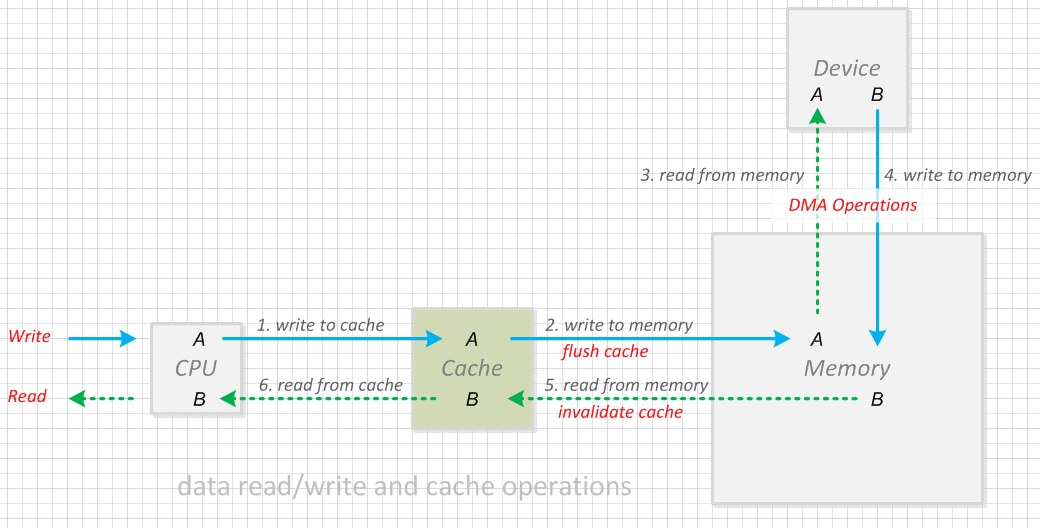 Device
A B
3. read from memory
4. write to memory
DMA Operations
Write
A
CPU
B
Read
1. write to cache
6. read from cache
A
Cache
B
2. write to memory
flush cache
5. read from memory
invalidate cache
A
Memory
B
data read/write and cache operations